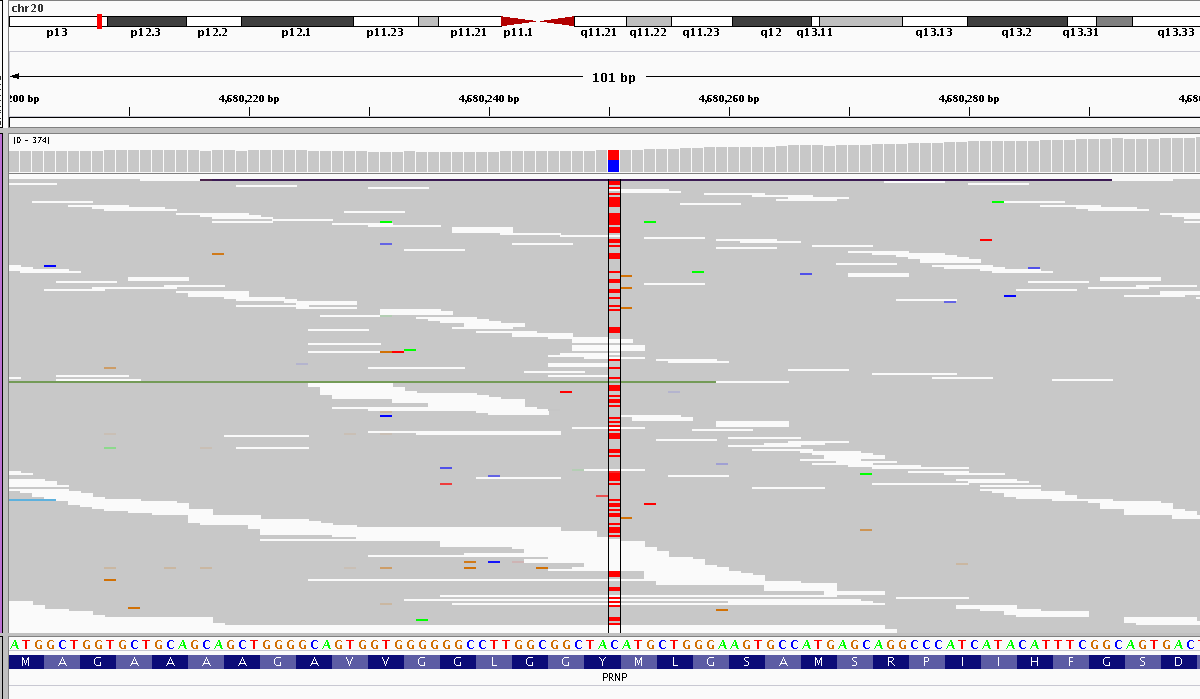 chr20
p13 p12.3 p12.2 p12.1 p11.23 p11.21 p11.1 q11.21 q11.22 q11.23 q12 q13.11 q13.13 q13.2 q13.31 q13.33
101 bp
200 bp 4,680,220 bp 4,680,240 bp 4,680,260 bp 4,680,280 bp 4,68
[0 - 374]
ATGGCTGGTGCTGCAGCAGCTGGGGCAGTGGTGGGGGGCCTTGGCGGCTACATGCTGGGAAGTGCCATGAGCAGGCCCATCATACATTTCGGCAGTGACT
M A G A A A A G A V V G G L G G Y M L G S A M S R P I I H F G S D
PRNP